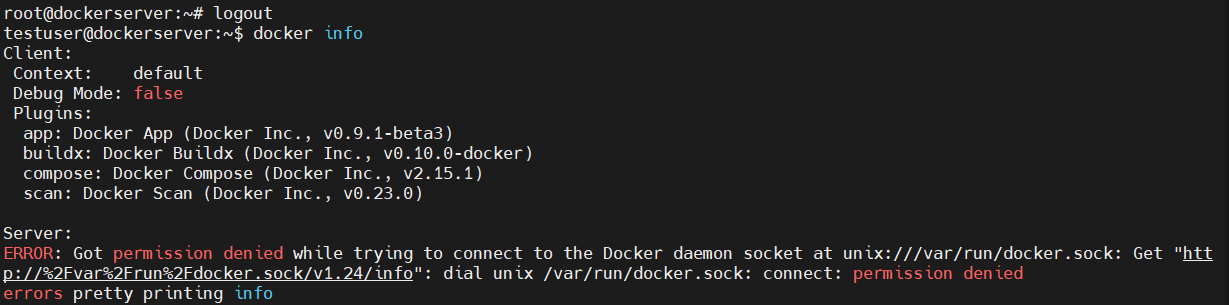 root@dockerserver:~# logout
testuser@dockerserver:~$ docker info
Client:
 Context:    default
 Debug Mode: false
 Plugins:
  app: Docker App (Docker Inc., v0.9.1-beta3)
  buildx: Docker Buildx (Docker Inc., v0.10.0-docker)
  compose: Docker Compose (Docker Inc., v2.15.1)
  scan: Docker Scan (Docker Inc., v0.23.0)

Server:
ERROR: Got permission denied while trying to connect to the Docker daemon socket at unix:///var/run/docker.sock: Get "htt
p://%2Fvar%2Frun%2Fdocker.sock/v1.24/info": dial unix /var/run/docker.sock: connect: permission denied
errors pretty printing info